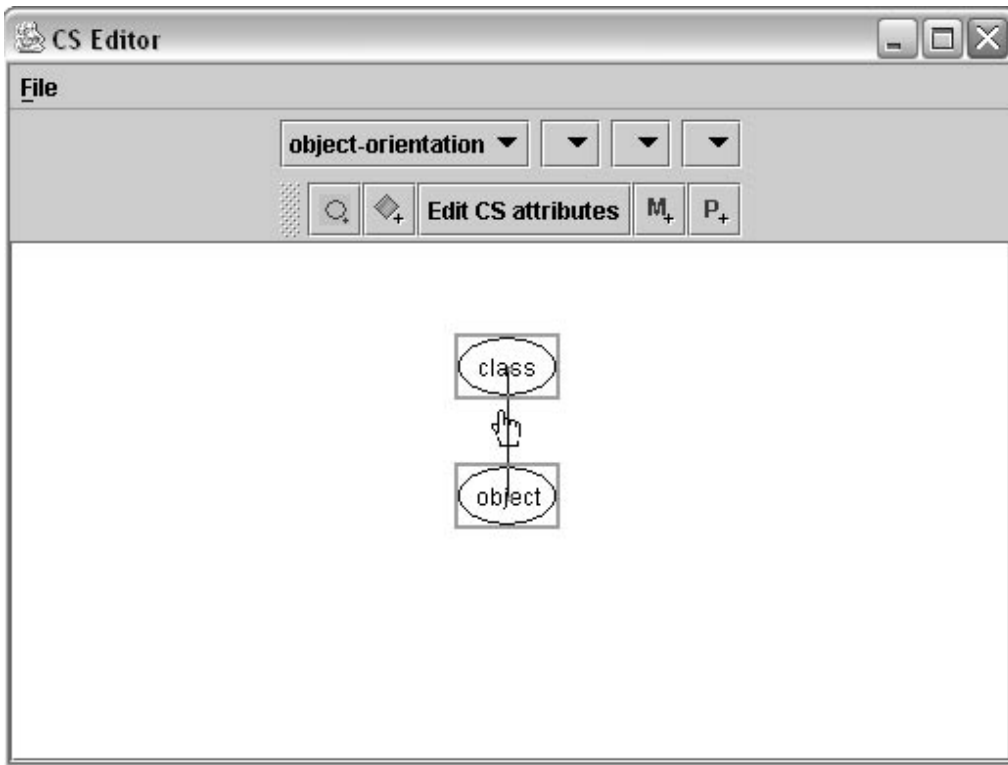 CS Editor
File
object-orientation
Edit CS attributes M+ P+
class
object